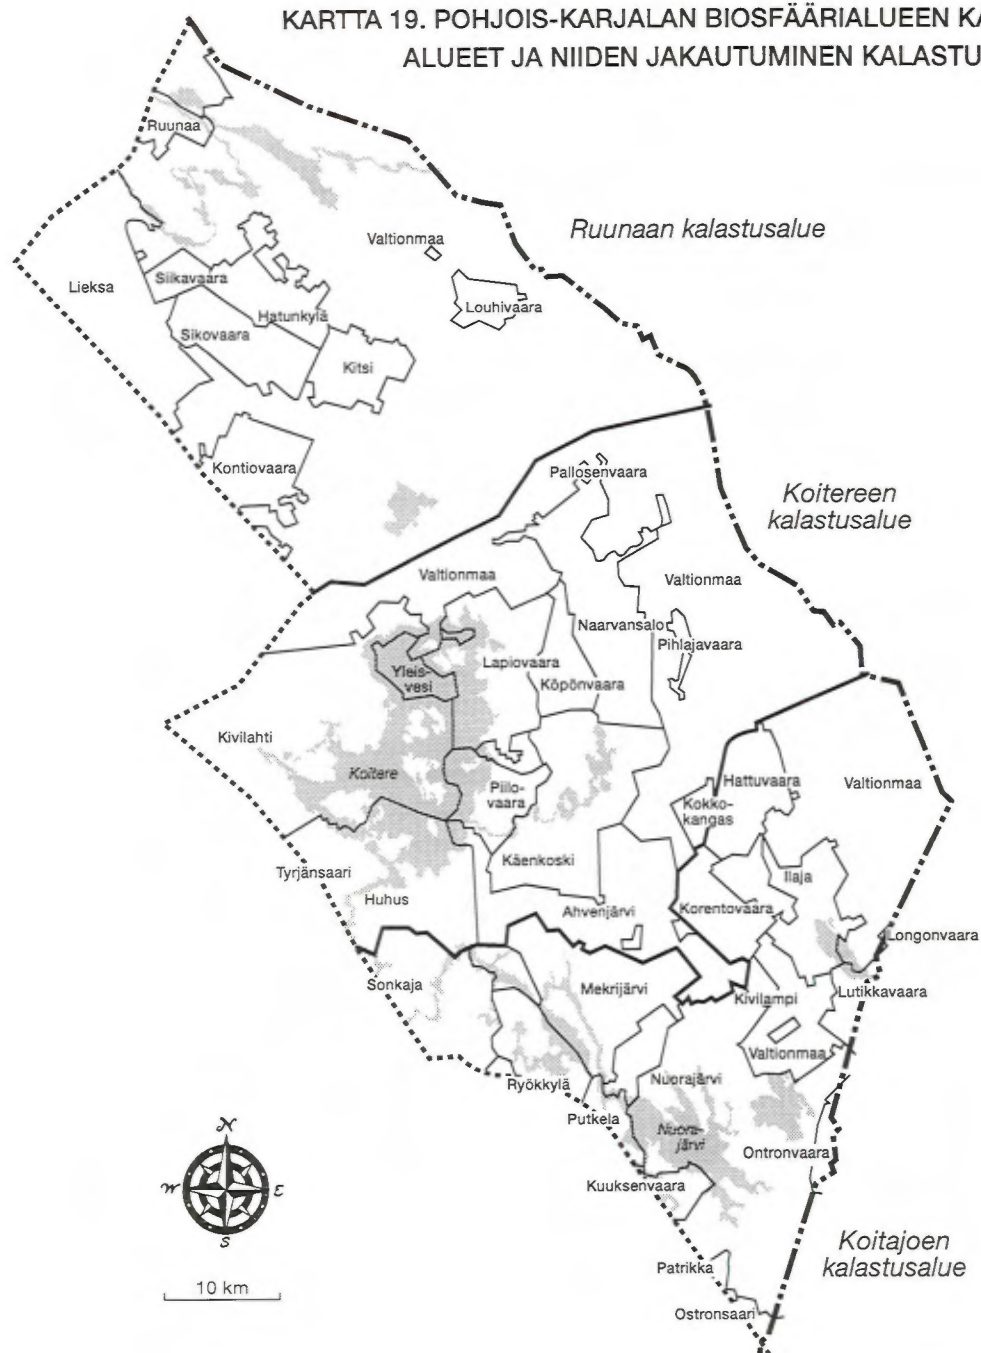 KARTTA 19. POHJOIS-KARJALAN BIOSFÄÄRIALUEEN KA
ALUEET JA NIIDEN JAKAUTUMINEN KALASTU
Ruunaa
Ruunaan kalastusalue
Valtionmaa
Lieksa
Siikavaara
Louhivaara
Hatunkylä
Sikovaara
Kitsi
Kontiovaara
Pallosenvaara
Koitereen
kalastusalue
Valtionmaa
Valtionmaa
Naarvansalo
Pihlajavaara
Lapiovaara
Yleis-
vesi
Köpönvaara
Kivilahti
Koitere
Piilo-
vaara
Hattuvaara
Valtionmaa
Kokko-
kangas
Käenkoski
Tyrjänsaari
Ilaja
Huhus
Ahvenjärvi
Korentovaara
Longonvaara
Sonkaja
Mekrijärvi
Kivilampi
Lutikkavaara
Valtionmaa
Ryökkylä
Nuorajärvi
Putkela
Nuora-
järvi
Ontronvaara
Kuuksenvaara
Koitajoen
kalastusalue
Patrikka
Ostronsaari
N
W
E
S
10 km